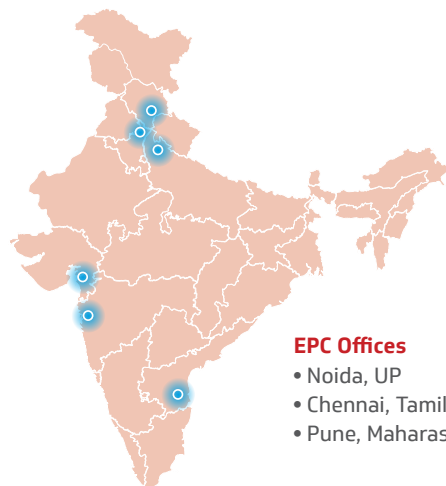 EPC Offices
• Noida, UP
• Chennai, Tamil
• Pune, Maharas